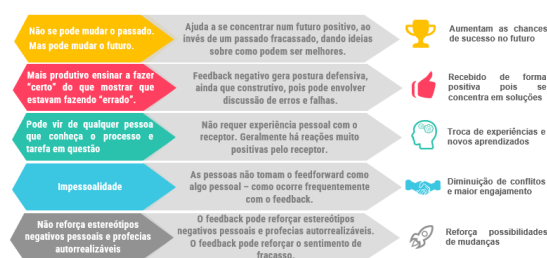 Não se pode mudar o passado.
Mas pode mudar o futuro.
Ajuda a se concentrar num futuro positivo, ao
invés de um passado fracassado, dando ideias
sobre como podem ser melhores.
Aumentam as chances
de sucesso no futuro
Mais produtivo ensinar a fazer
“certo” do que mostrar que
estavam fazendo “errado”.
Feedback negativo gera postura defensiva,
ainda que construtivo, pois pode envolver
discussão de erros e falhas.
Recebido de forma
positiva pois se
concentra em soluções
Pode vir de qualquer pessoa
que conheça o processo e
tarefa em questão
Não requer experiência pessoal com o
receptor. Geralmente há reações muito
positivas pelo receptor.
Troca de experiências e
novos aprendizados
Impessoalidade
As pessoas não tomam o feedforward como
algo pessoal – como ocorre frequentemente
com o feedback.
Diminuição de conflitos
e maior engajamento
Não reforça estereótipos
negativos pessoais e profecias
autorrealizáveis
O feedback pode reforçar estereótipos
negativos pessoais e profecias autorrealizáveis.
O feedback pode reforçar o sentimento de
fracasso.
Reforça possibilidades
de mudanças